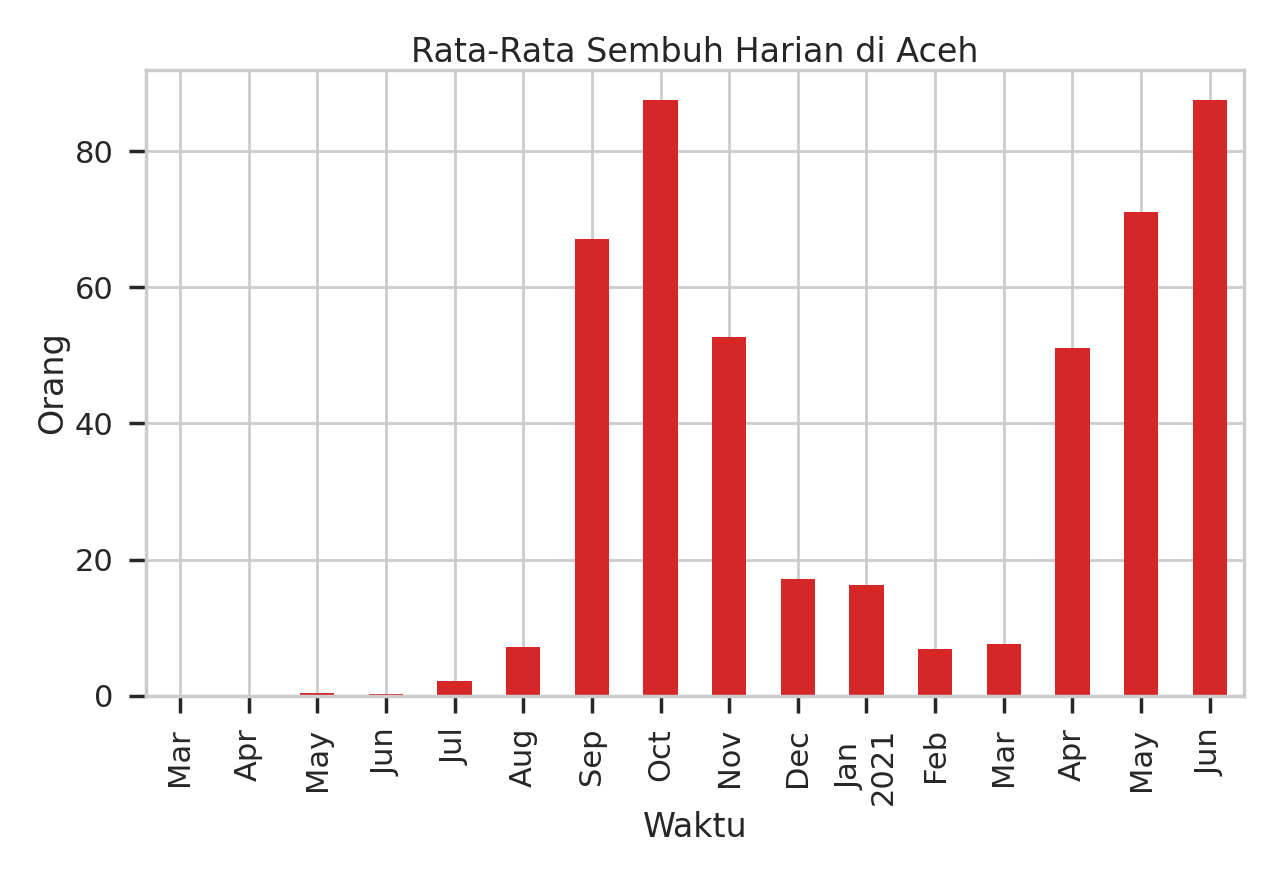 Rata-Rata Sembuh Harian di Aceh
Orang
80
60
40
20
0
Mar
Apr
May
Jun
Jul
Aug
Sep
Oct
Nov
Dec
Jan
2021
Feb
Mar
Apr
May
Jun
Waktu